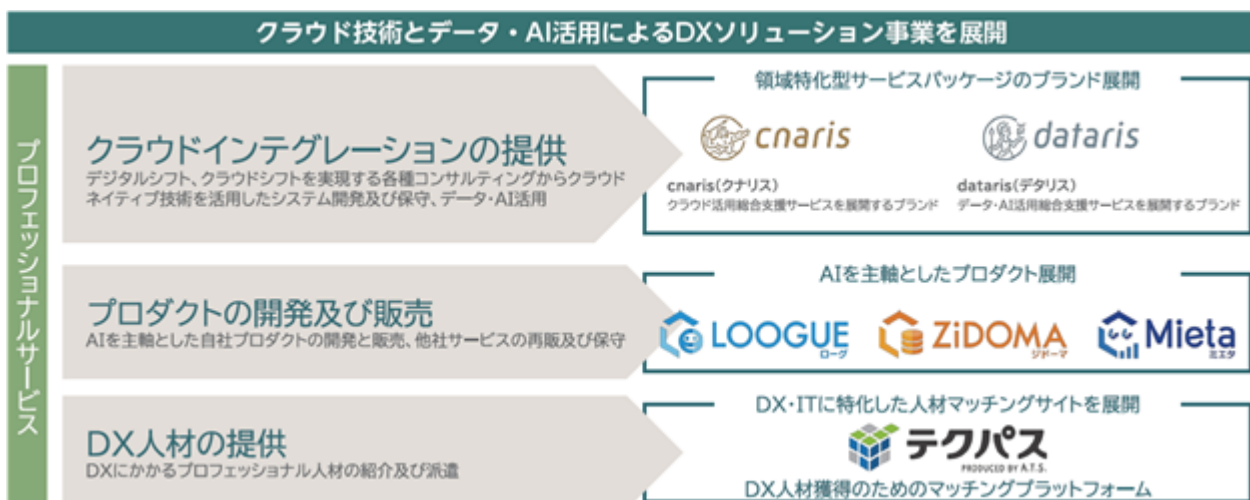 クラウド技術とデータ・AI活用によるDXソリューション事業を展開
プロフェッショナルサービス
クラウドインテグレーションの提供
デジタルシフト、クラウドシフトを実現する各種コンサルティングからクラウド
ネイティブ技術を活用したシステム開発及び保守、データ・AI活用
領域特化型サービスパッケージのブランド展開
cnaris
dataris
cnaris(クナリス)
クラウド活用総合支援サービスを展開するブランド
dataris(デタリス)
データ・AI活用総合支援サービスを展開するブランド
プロダクトの開発及び販売
AIを主軸とした自社プロダクトの開発と販売、他社サービスの再販及び保守
AIを主軸としたプロダクト展開
LOOGUE
ローグ
ZiDOMA
ジドーマ
Mieta
ミエタ
DX人材の提供
DXにかかるプロフェッショナル人材の紹介及び派遣
DX・ITに特化した人材マッチングサイトを展開
テクパス
PRODUCED BY A.T.S.
DX人材獲得のためのマッチングプラットフォーム